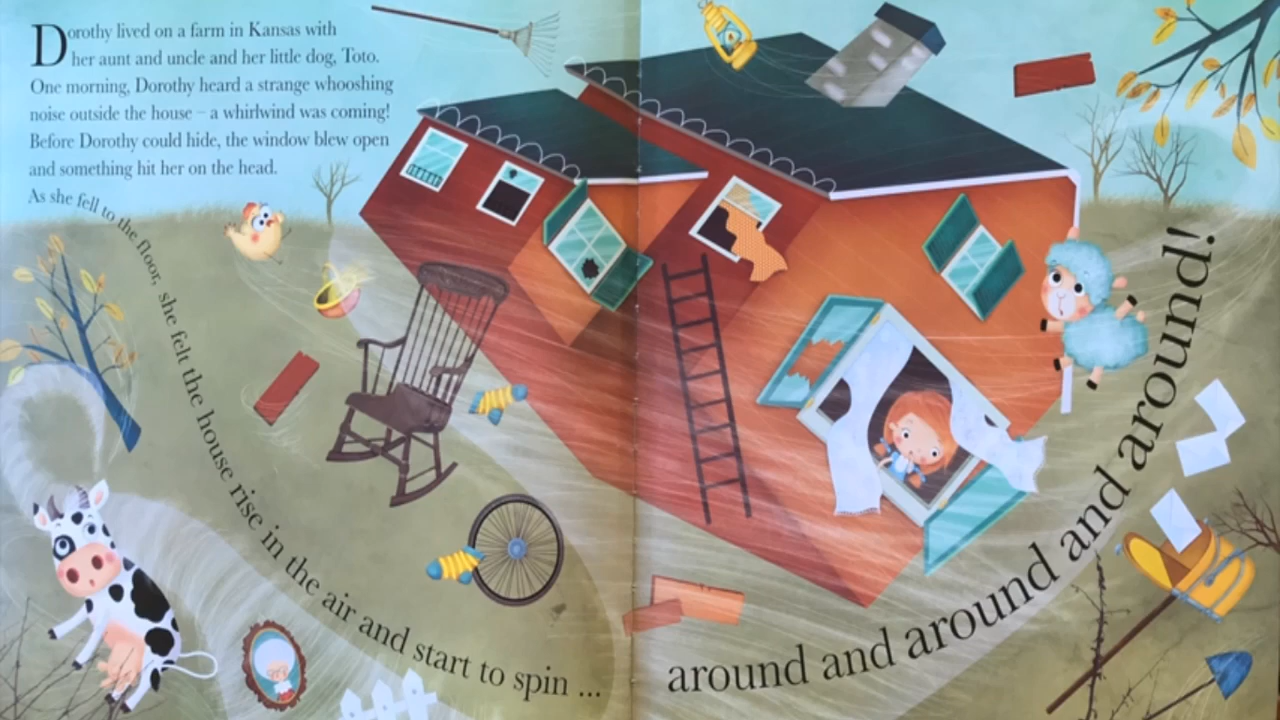 Dorothy lived on a farm in Kansas with
her aunt and uncle and her little dog, Toto.
One morning, Dorothy heard a strange whooshing
noise outside the house – a whirlwind was coming!
Before Dorothy could hide, the window blew open
and something hit her on the head.
As she fell to the floor, she felt the house rise in the air and start to spin ...
around and around and around and around!